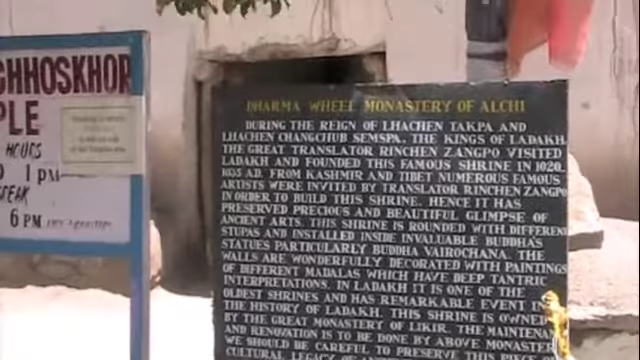 GHHOSKHOR
PLE
HOURS
1 PM
6 PM
DHARMA WHEEL MONASTERY OF ALCHI
DURING THE REIGN OF LHACHEN TAKPA AND
LHACHEN CHANGCHUB SEMSPA. THE KINGS OF LADAKH
THE GREAT TRANSLATOR RINCHEN ZANGPO VISITED
LADAKH AND FOUNDED THIS FAMOUS SHRINE IN 1020.
1035 A.D. FROM KASHMIR AND TIBET NUMEROUS FAMOUS
ARTISTS WERE INVITED BY TRANSLATOR RINCHEN ZANGPO
IN ORDER TO BUILD THIS SHRINE. HENCE IT HAS
PRESERVED PRECIOUS AND BEAUTIFUL GLIMPSE OF
ANCIENT ARTS. THIS SHRINE IS ROUNDED WITH DIFFEREN
STUPAS AND INSTALLED INSIDE INVALUABLE BUDDHA'S
STATUES PARTICULARLY BUDDHA VAIROCHANA. THE
WALLS ARE WONDERFULLY DECORATED WITH PAINTINGS
OF DIFFERENT MADALAS WHICH HAVE DEEP TANTRIC
INTERPRETATIONS. IN LADAKH IT IS ONE OF THE
OLDEST SHRINES AND HAS REMARKABLE EVENT IN
THE HISTORY OF LADAKH. THIS SHRINE IS OWNED
BY THE GREAT MONASTERY OF LIKIR. THE MAINTENAN
AND RENOVATION IS TO BE DONE BY ABOVE MONASTER
WE SHOULD BE CAREFUL TO PRESERVE THIS PRECIOU
CULTURAL LEGACY OF